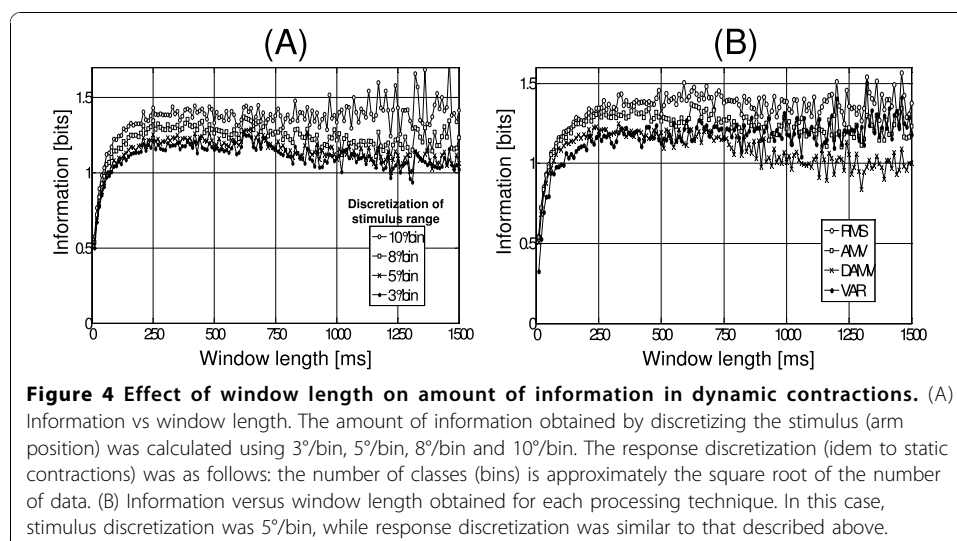 (A)
(B)
Information [bits]
1.5
1
0.5
0
0
250
500
750
1000
1250
1500
Window length [ms]
Discretization of
stimulus range
10°/bin
8°/bin
5°/bin
3°/bin
Information [bits]
1.5
1
0.5
0
0
250
500
750
1000
1250
1500
Window length [ms]
RMS
AMV
DAMV
VAR
Figure 4 Effect of window length on amount of information in dynamic contractions. (A)
Information vs window length. The amount of information obtained by discretizing the stimulus (arm
position) was calculated using 3°/bin, 5°/bin, 8°/bin and 10°/bin. The response discretization (idem to static
contractions) was as follows: the number of classes (bins) is approximately the square root of the number
of data. (B) Information versus window length obtained for each processing technique. In this case,
stimulus discretization was 5°/bin, while response discretization was similar to that described above.